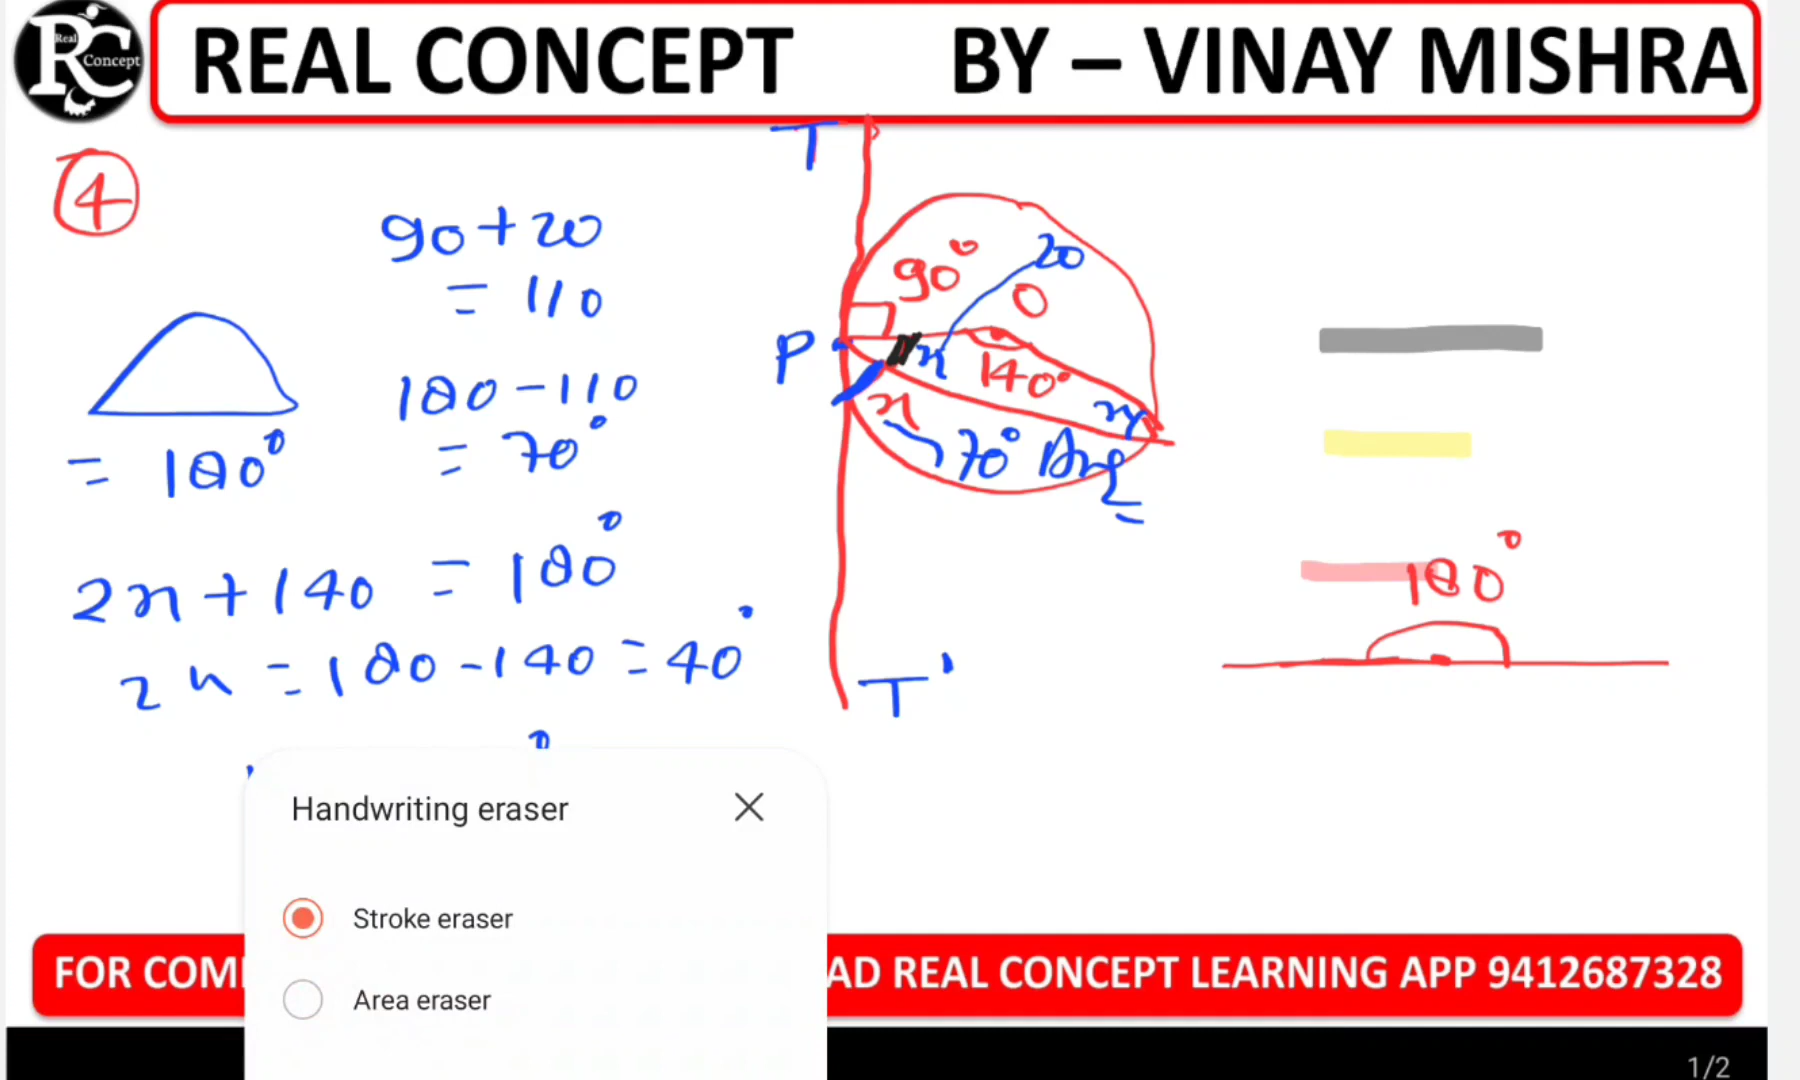 Real
Concept
REAL CONCEPT BY – VINAY MISHRA
4
90+20
= 110
180-110
= 70°
= 180°
2x+140 = 180°
2x = 180-140 = 40°
T
90°
20
O
P
x
140°
x
x
70° Ans
T'
180°
Handwriting eraser
Stroke eraser
Area eraser
FOR COM
AD REAL CONCEPT LEARNING APP 9412687328
1/2